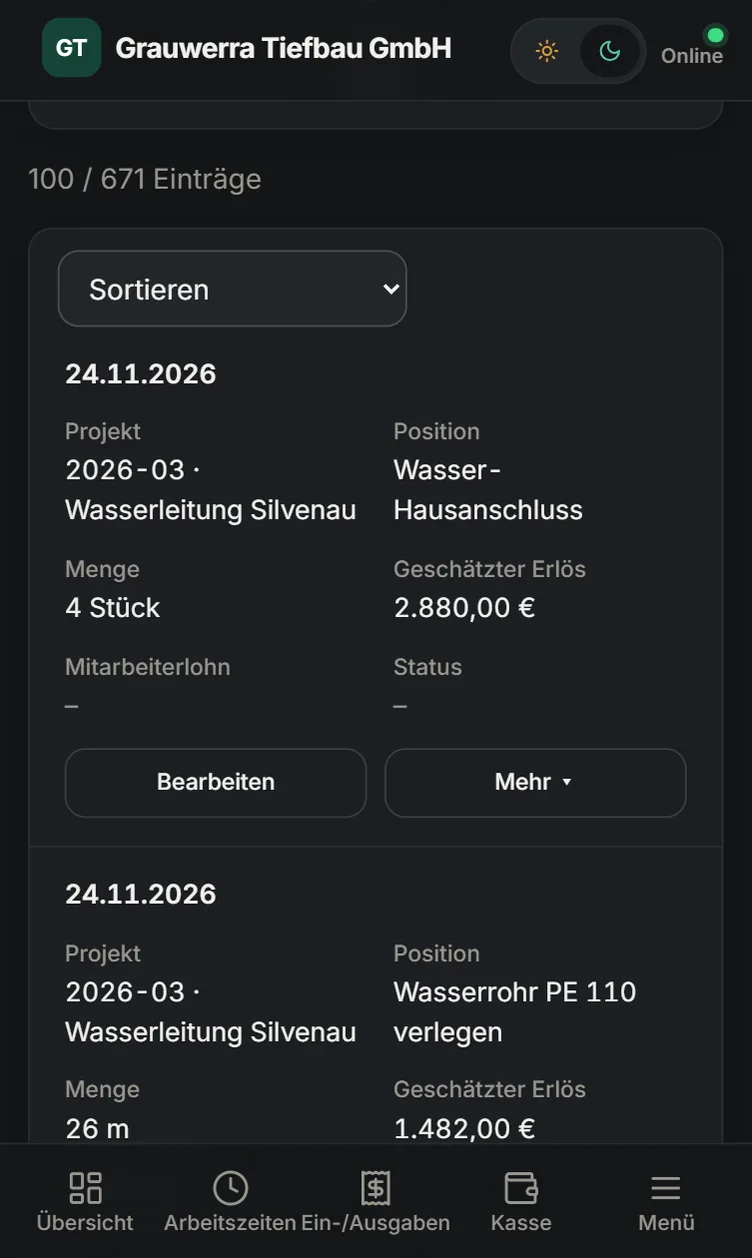 GT Grauwerra Tiefbau GmbH Online
100 / 671 Einträge
Sortieren
24.11.2026
Projekt Position
2026-03 · Wasser-
Wasserleitung Silvenau Hausanschluss
Menge Geschätzter Erlös
4 Stück 2.880,00 €
Mitarbeiterlohn Status
– –
Bearbeiten Mehr ▾
24.11.2026
Projekt Position
2026-03 · Wasserrohr PE 110
Wasserleitung Silvenau verlegen
Menge Geschätzter Erlös
26 m 1.482,00 €
Übersicht Arbeitszeiten Ein-/Ausgaben Kasse Menü